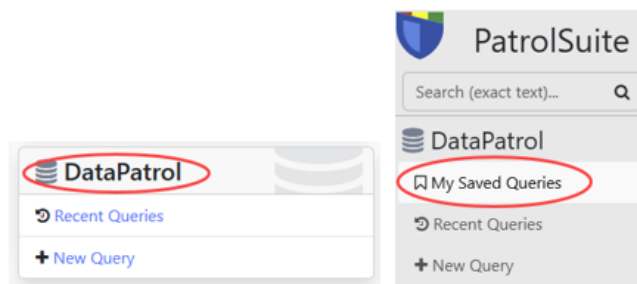 DataPatrol
Recent Queries
New Query
PatrolSuite
Search (exact text)...
DataPatrol
My Saved Queries
Recent Queries
New Query